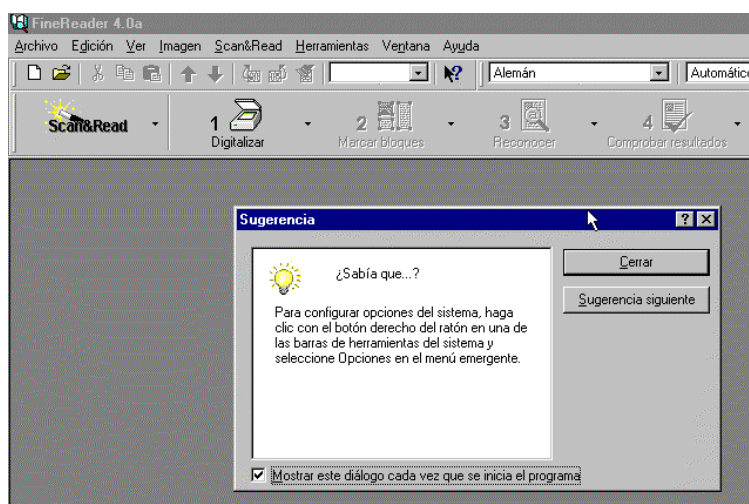 FineReader 4.0a
Archivo Edición Ver Imagen Scan&Read Herramientas Ventana Ayuda
Alemán Automático
Scan&Read 1 2 3 4
Digitalizar Marcar bloques Reconocer Comprobar resultados
Sugerencia
¿Sabía que...?
Cerrar
Sugerencia siguiente
Para configurar opciones del sistema, haga
clic con el botón derecho del ratón en una de
las barras de herramientas del sistema y
seleccione Opciones en el menú emergente.
Mostrar este diálogo cada vez que se inicia el programa